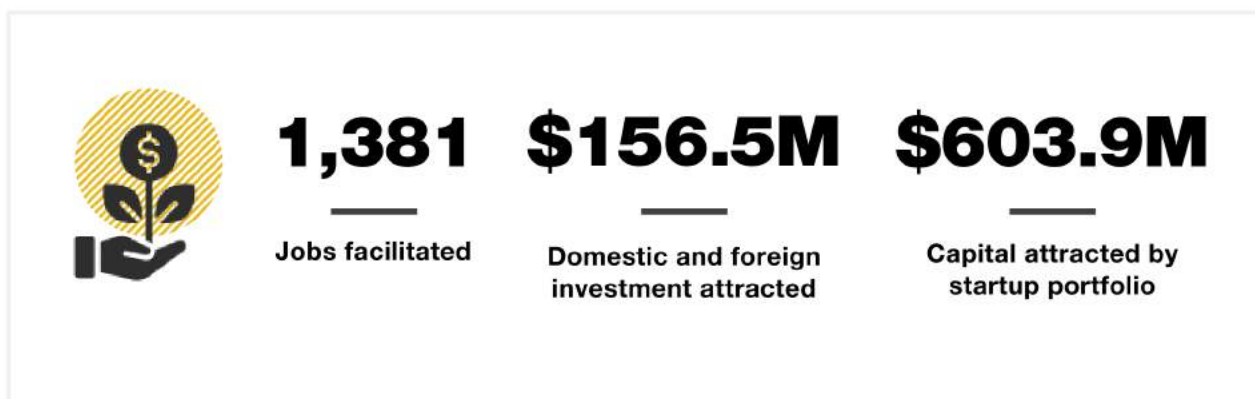 $
1,381
$156.5M
$603.9M
Jobs facilitated
Domestic and foreign
investment attracted
Capital attracted by
startup portfolio